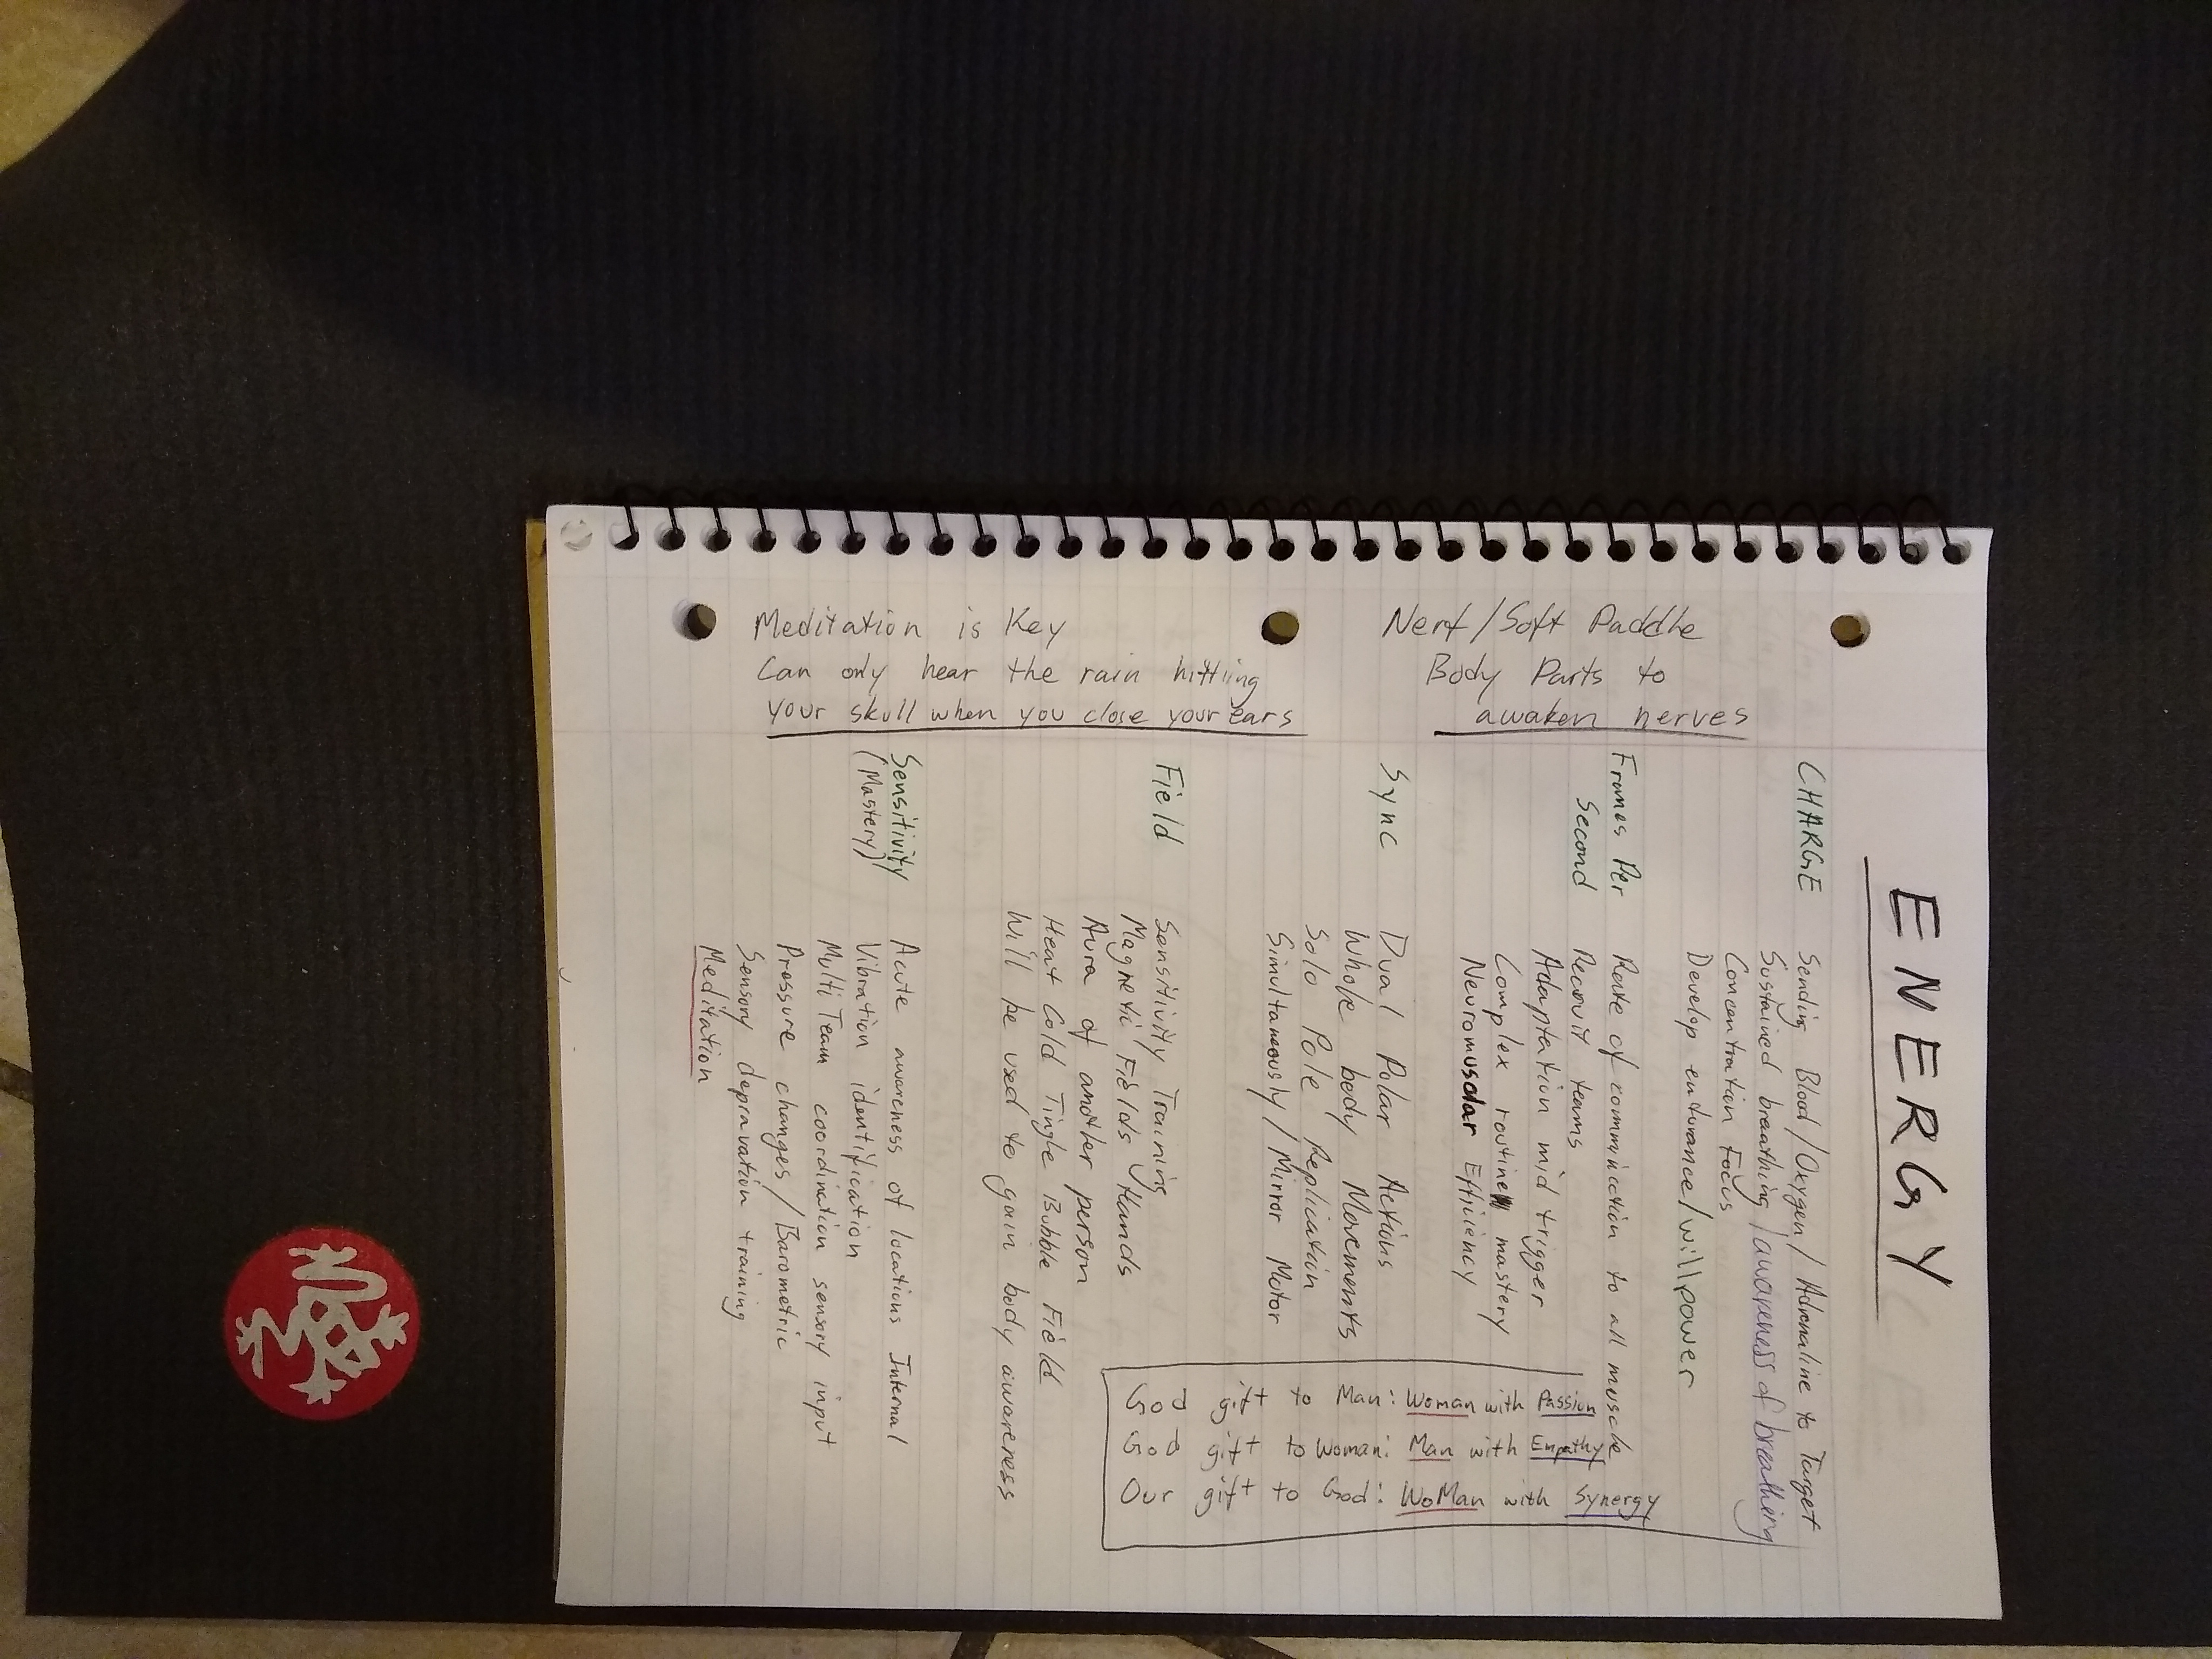 ENERGY
CHARGE
Sending Blood/Oxygen/Adrenaline to Target
Sustained breathing/awareness of breathing
Concentration Focus
Develop endurance/willpower
Frames Per
Second
Rate of communication to all muscle
Recruit teams
Adaptation mid trigger
Complex routine mastery
Neuromuscular Efficiency
Sync
Dual Polar Actions
Whole body Movements
Solo Pole Replication
Simultaneously/Mirror Motor
Field
Sensitivity Training
Magnetic Fields Hands
Aura of another person
Heat Cold Tingle Bubble Field
Will be used to gain body awareness
Sensitivity
(Mastery)
Acute awareness of locations Internal
Vibration identification
Multi Team coordination sensory input
Pressure changes/Barometric
Sensory depravation training
Meditation
Meditation is Key
Can only hear the rain hitting
your skull when you close your ears
Nerf/Soft Paddle
Body Parts to
awaken nerves
God gift to Man: Woman with Passion
God gift to Woman: Man with Empathy
Our gift to God: WoMan with Synergy